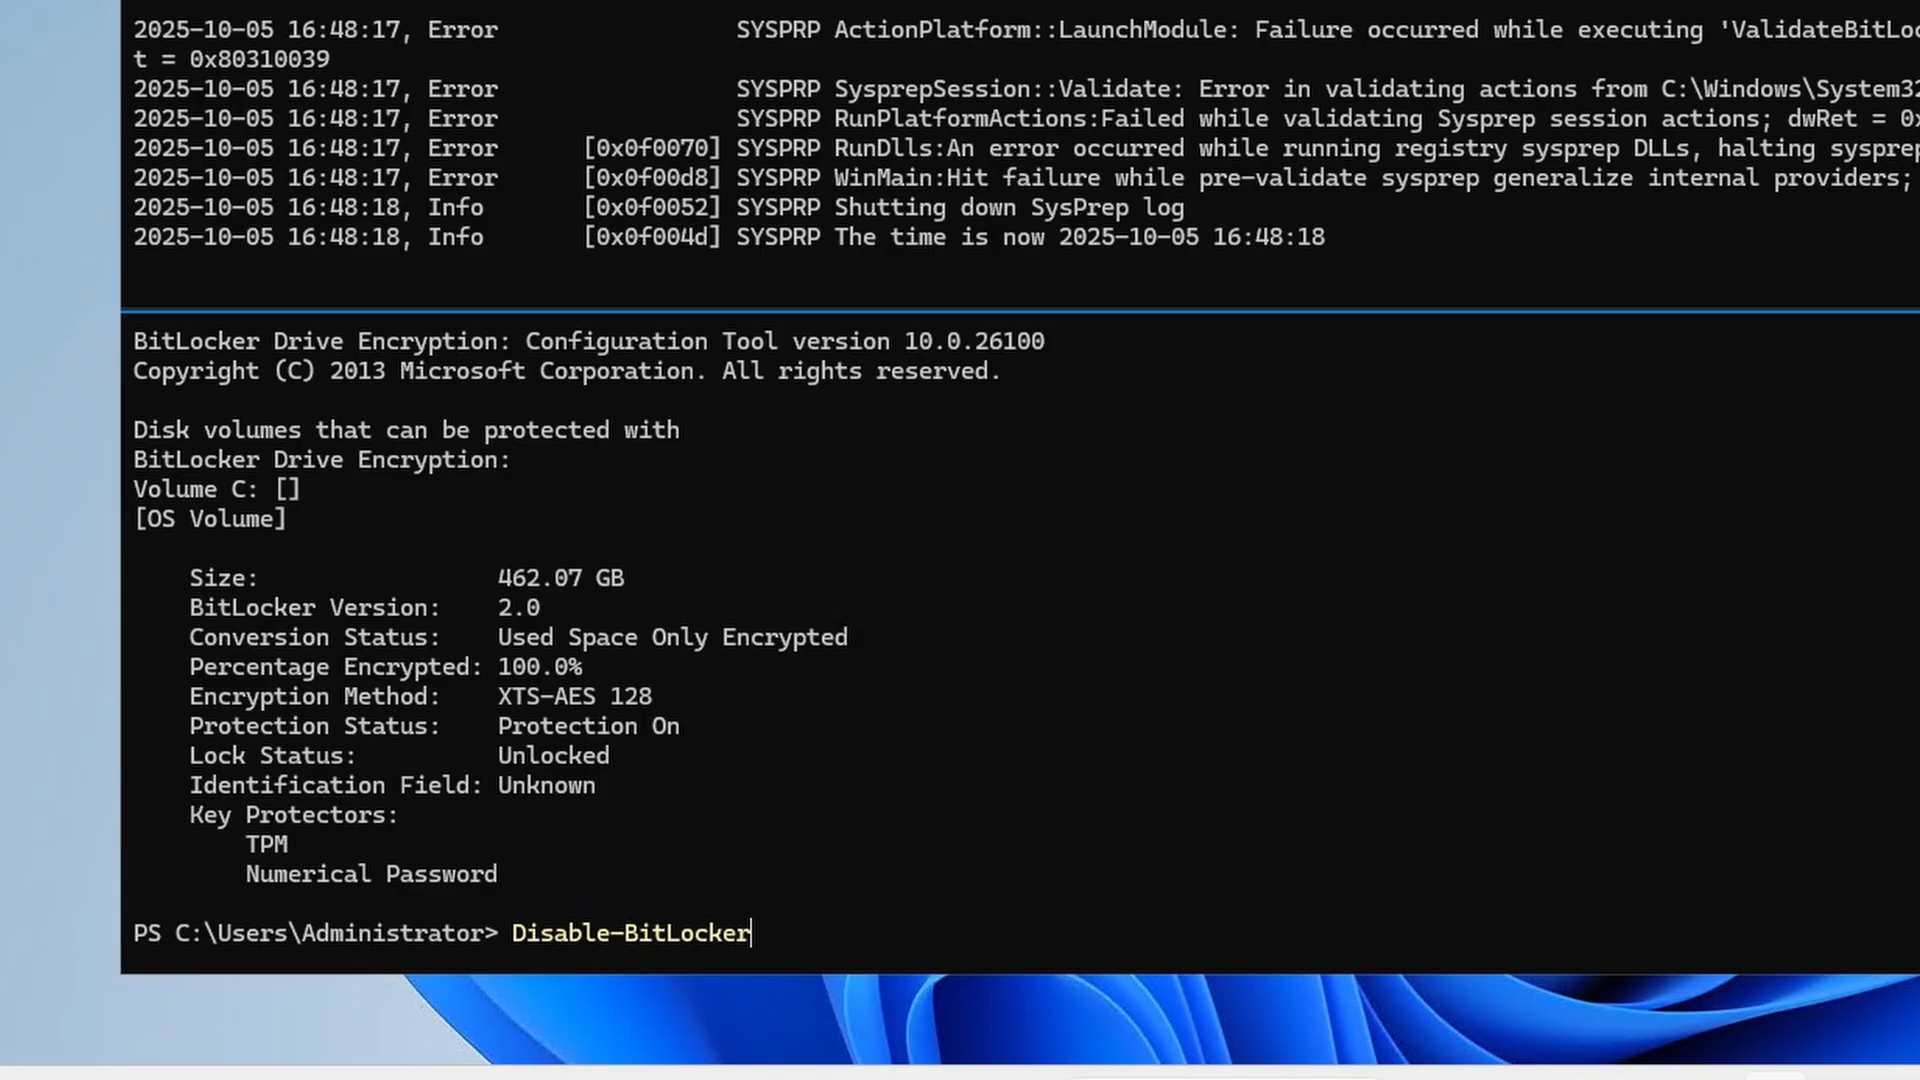 2025-10-05 16:48:17, Error SYSPRP ActionPlatform::LaunchModule: Failure occurred while executing 'ValidateBitLoc
t = 0x80310039
2025-10-05 16:48:17, Error SYSPRP SysprepSession::Validate: Error in validating actions from C:\Windows\System32
2025-10-05 16:48:17, Error SYSPRP RunPlatformActions:Failed while validating Sysprep session actions; dwRet = 0x
2025-10-05 16:48:17, Error [0x0f0070] SYSPRP RunDlls:An error occurred while running registry sysprep DLLs, halting sysprep
2025-10-05 16:48:17, Error [0x0f00d8] SYSPRP WinMain:Hit failure while pre-validate sysprep generalize internal providers;
2025-10-05 16:48:18, Info [0x0f0052] SYSPRP Shutting down SysPrep log
2025-10-05 16:48:18, Info [0x0f004d] SYSPRP The time is now 2025-10-05 16:48:18
BitLocker Drive Encryption: Configuration Tool version 10.0.26100
Copyright (C) 2013 Microsoft Corporation. All rights reserved.
Disk volumes that can be protected with
BitLocker Drive Encryption:
Volume C: []
[OS Volume]
Size: 462.07 GB
BitLocker Version: 2.0
Conversion Status: Used Space Only Encrypted
Percentage Encrypted: 100.0%
Encryption Method: XTS-AES 128
Protection Status: Protection On
Lock Status: Unlocked
Identification Field: Unknown
Key Protectors:
TPM
Numerical Password
PS C:\Users\Administrator> Disable-BitLocker